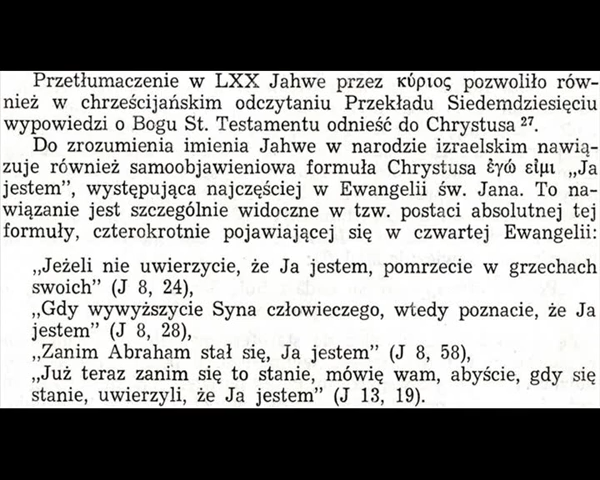 Przetłumaczenie w LXX Jahwe przez κύριος pozwoliło rów-
nież w chrześcijańskim odczytaniu Przekładu Siedemdziesięciu
wypowiedzi o Bogu St. Testamentu odnieść do Chrystusa 27.
Do zrozumienia imienia Jahwe w narodzie izraelskim nawią-
zuje również samoobjawieniowa formuła Chrystusa ἐγώ εἰμι „Ja
jestem”, występująca najczęściej w Ewangelii św. Jana. To na-
wiązanie jest szczególnie widoczne w tzw. postaci absolutnej tej
formuły, czterokrotnie pojawiającej się w czwartej Ewangelii:
„Jeżeli nie uwierzycie, że Ja jestem, pomrzecie w grzechach
swoich” (J 8, 24),
„Gdy wywyższycie Syna człowieczego, wtedy poznacie, że Ja
jestem” (J 8, 28),
„Zanim Abraham stał się, Ja jestem” (J 8, 58),
„Już teraz zanim się to stanie, mówię wam, abyście, gdy się
stanie, uwierzyli, że Ja jestem” (J 13, 19).